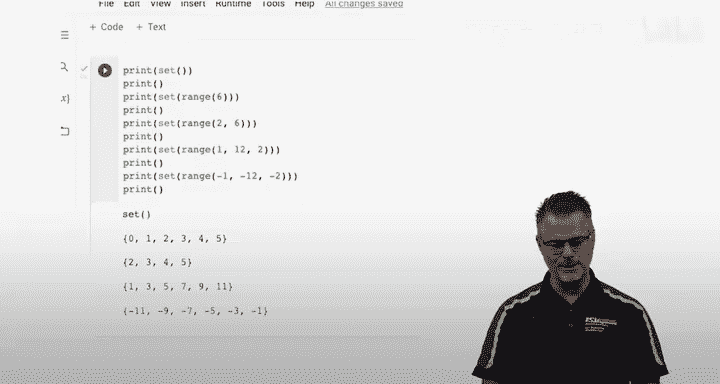 File Edit View Insert Runtime Tools Help All changes saved
+ Code + Text
print(set())
print()
print(set(range(6)))
print()
print(set(range(2, 6)))
print()
print(set(range(1, 12, 2)))
print()
print(set(range(-1, -12, -2)))
print()
set()
{0, 1, 2, 3, 4, 5}
{2, 3, 4, 5}
{1, 3, 5, 7, 9, 11}
{-11, -9, -7, -5, -3, -1}